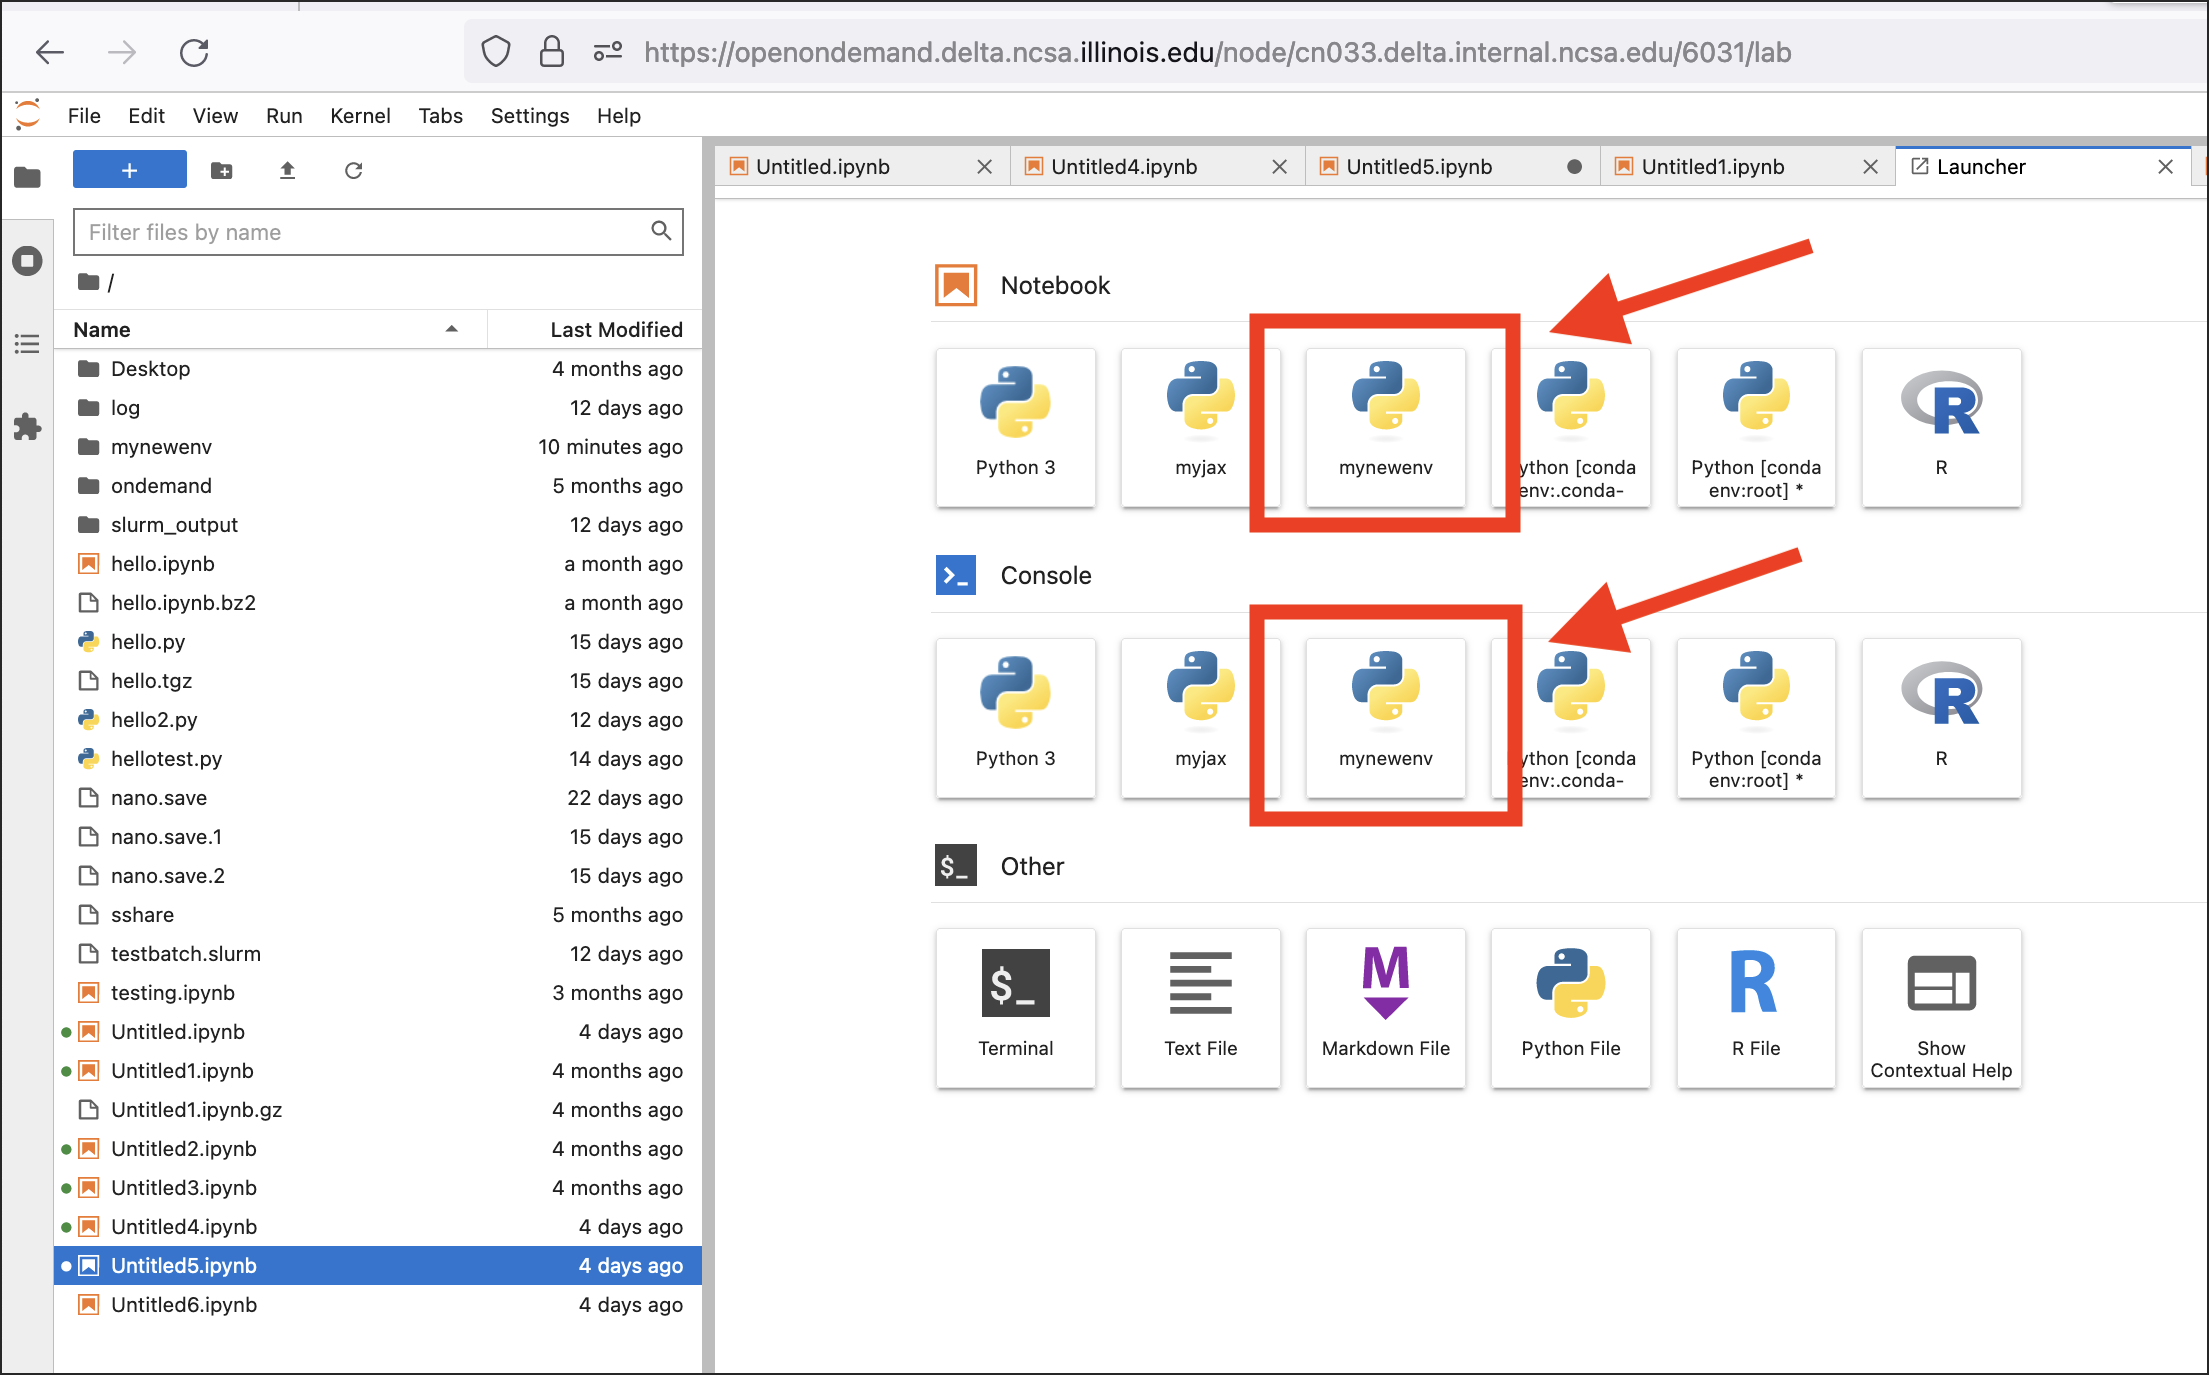 https://openondemand.delta.ncsa.illinois.edu/node/cn033.delta.internal.ncsa.edu/6031/lab
File Edit View Run Kernel Tabs Settings Help
Untitled.ipynb Untitled4.ipynb Untitled5.ipynb Untitled1.ipynb Launcher
Filter files by name
/
Name Last Modified
Desktop 4 months ago
log 12 days ago
mynewenv 10 minutes ago
ondemand 5 months ago
slurm_output 12 days ago
hello.ipynb a month ago
hello.ipynb.bz2 a month ago
hello.py 15 days ago
hello.tgz 15 days ago
hello2.py 12 days ago
hellotest.py 14 days ago
nano.save 22 days ago
nano.save.1 15 days ago
nano.save.2 15 days ago
sshare 5 months ago
testbatch.slurm 12 days ago
testing.ipynb 3 months ago
Untitled.ipynb 4 days ago
Untitled1.ipynb 4 months ago
Untitled1.ipynb.gz 4 months ago
Untitled2.ipynb 4 months ago
Untitled3.ipynb 4 months ago
Untitled4.ipynb 4 days ago
Untitled5.ipynb 4 days ago
Untitled6.ipynb 4 days ago
Notebook
Python 3
myjax
mynewenv
ython [conda
env:.conda-
Python [conda
env:root] *
R
Console
Python 3
myjax
mynewenv
ython [conda
env:.conda-
Python [conda
env:root] *
R
$_ Other
$_
Terminal
Text File
M
Markdown File
Python File
R
R File
Show
Contextual Help